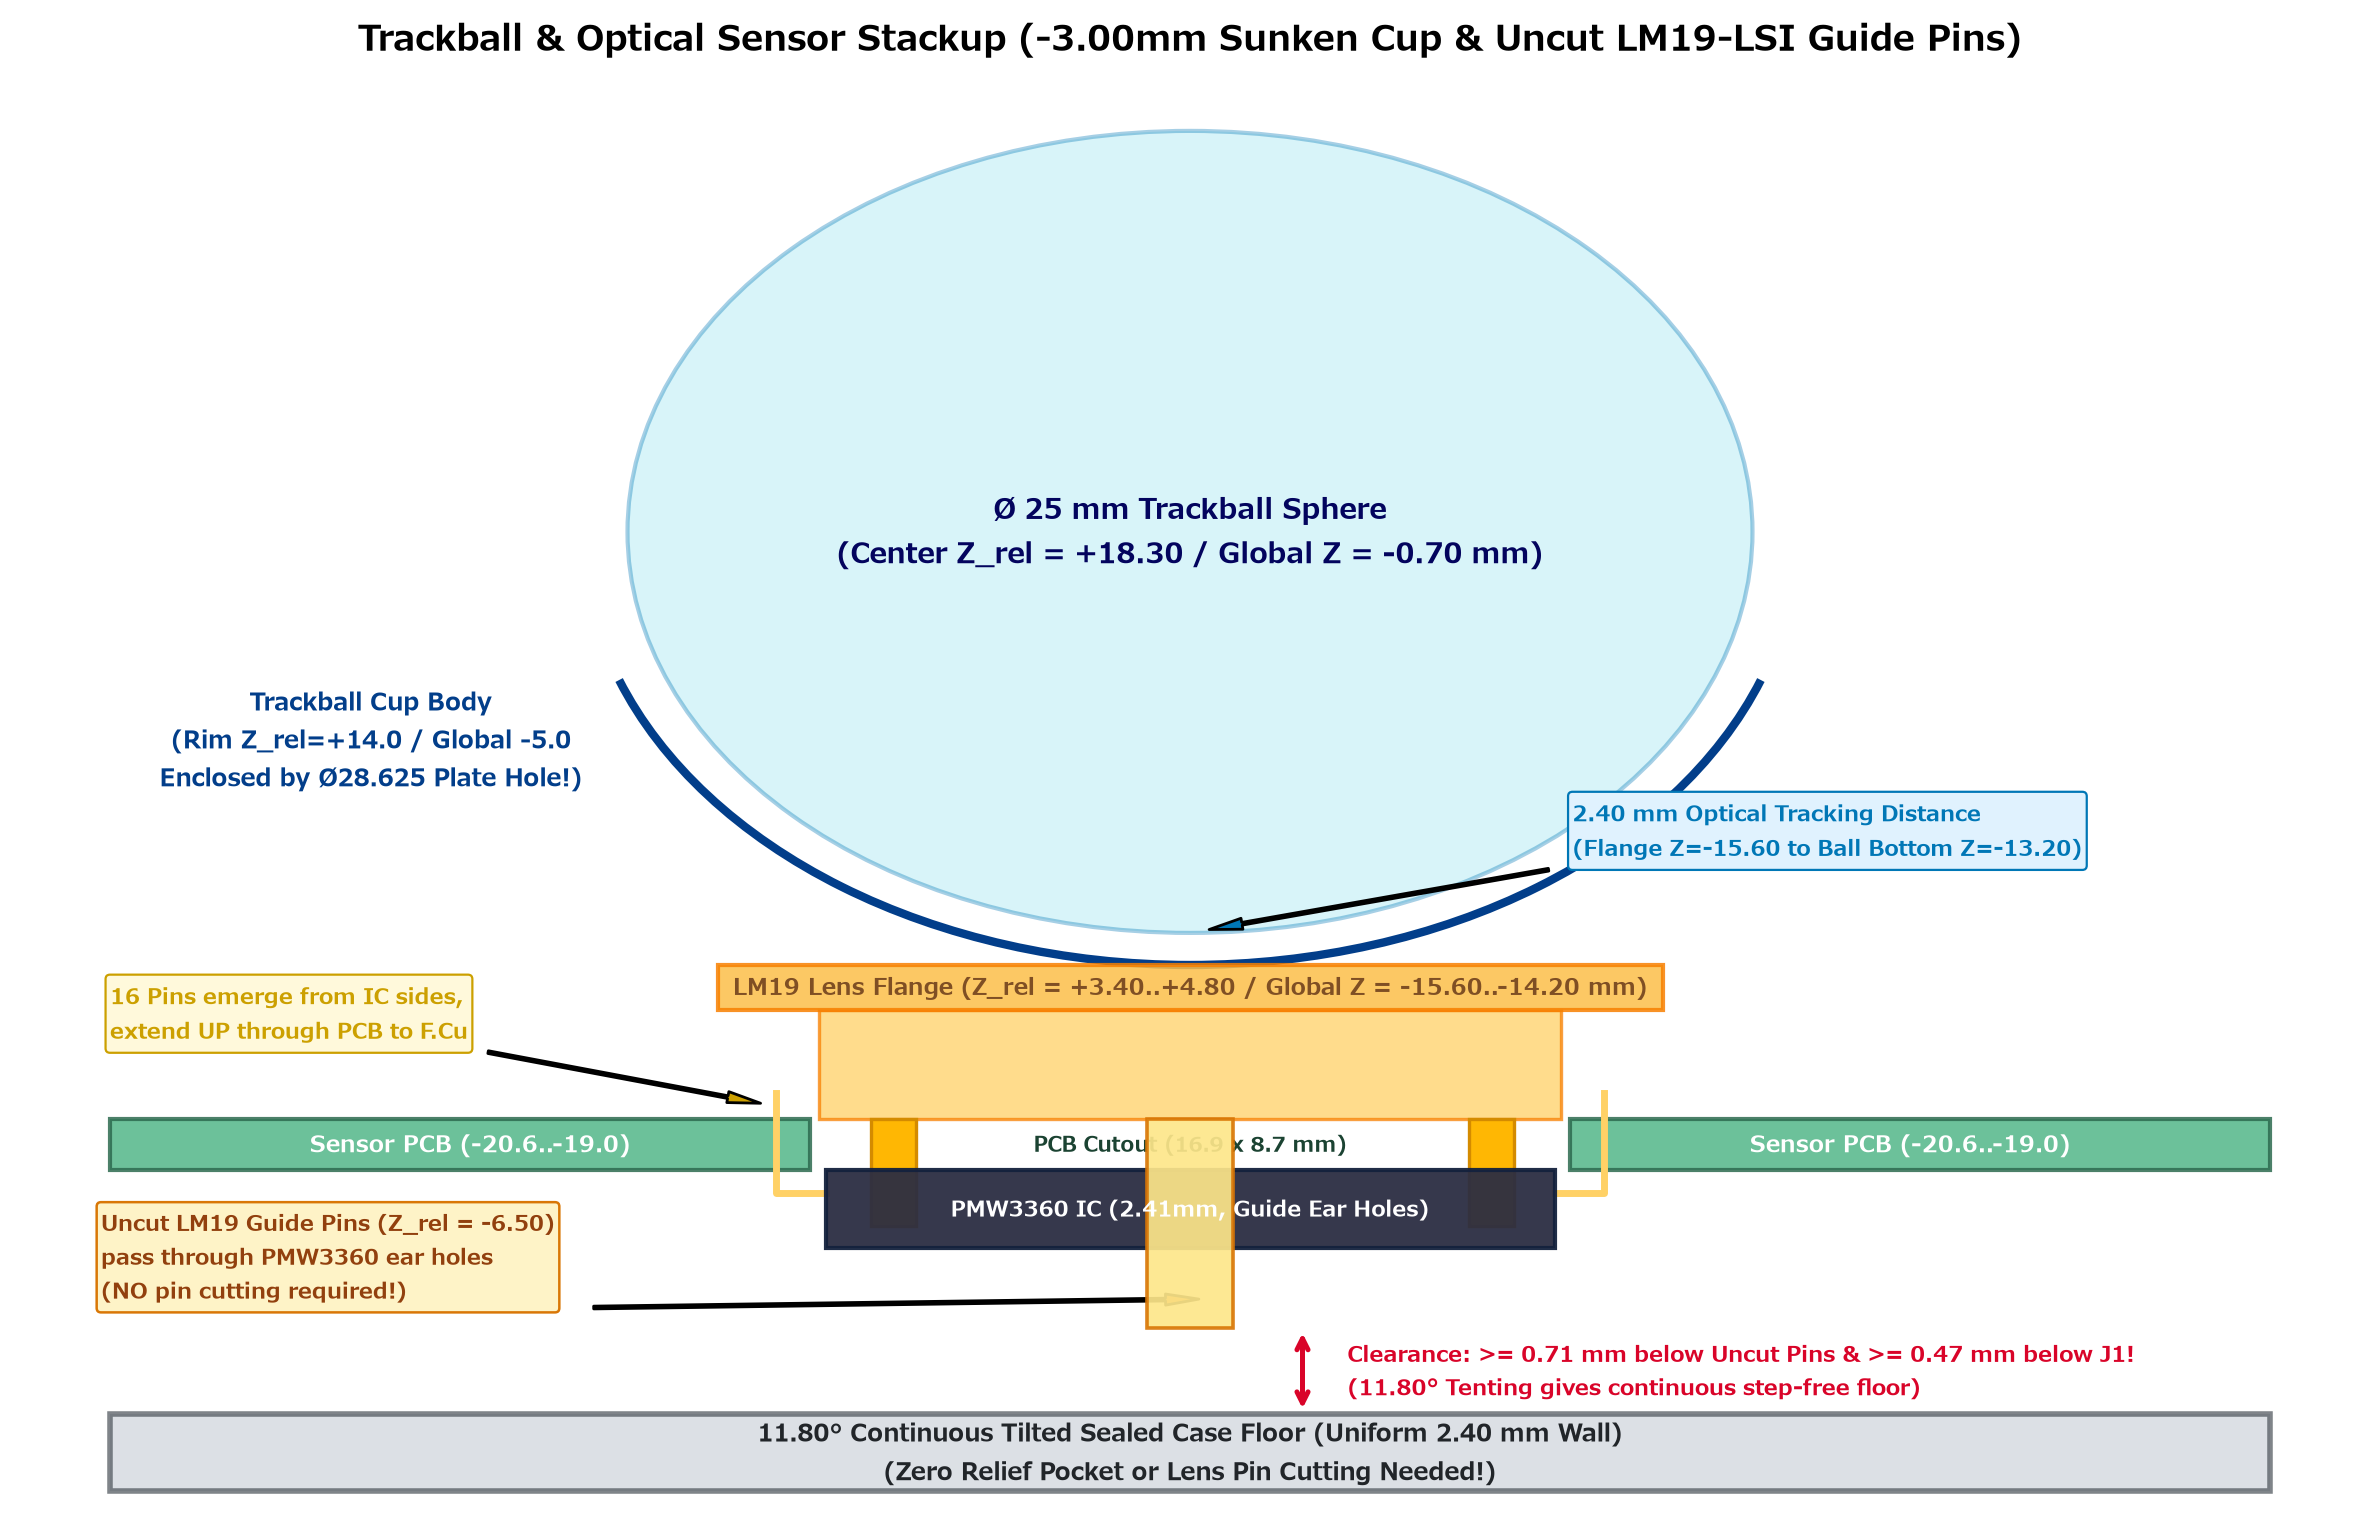 Trackball & Optical Sensor Stackup (-3.00mm Sunken Cup & Uncut LM19-LSI Guide Pins)
Ø 25 mm Trackball Sphere
(Center Z_rel = +18.30 / Global Z = -0.70 mm)
Trackball Cup Body
(Rim Z_rel=+14.0 / Global -5.0
Enclosed by Ø28.625 Plate Hole!)
2.40 mm Optical Tracking Distance
(Flange Z=-15.60 to Ball Bottom Z=-13.20)
LM19 Lens Flange (Z_rel = +3.40..+4.80 / Global Z = -15.60..-14.20 mm)
16 Pins emerge from IC sides,
extend UP through PCB to F.Cu
Sensor PCB (-20.6..-19.0)
PCB Cutout (16.9 x 8.7 mm)
Sensor PCB (-20.6..-19.0)
PMW3360 IC (2.41mm, Guide Ear Holes)
Uncut LM19 Guide Pins (Z_rel = -6.50)
pass through PMW3360 ear holes
(NO pin cutting required!)
Clearance: >= 0.71 mm below Uncut Pins & >= 0.47 mm below J1!
(11.80° Tenting gives continuous step-free floor)
11.80° Continuous Tilted Sealed Case Floor (Uniform 2.40 mm Wall)
(Zero Relief Pocket or Lens Pin Cutting Needed!)